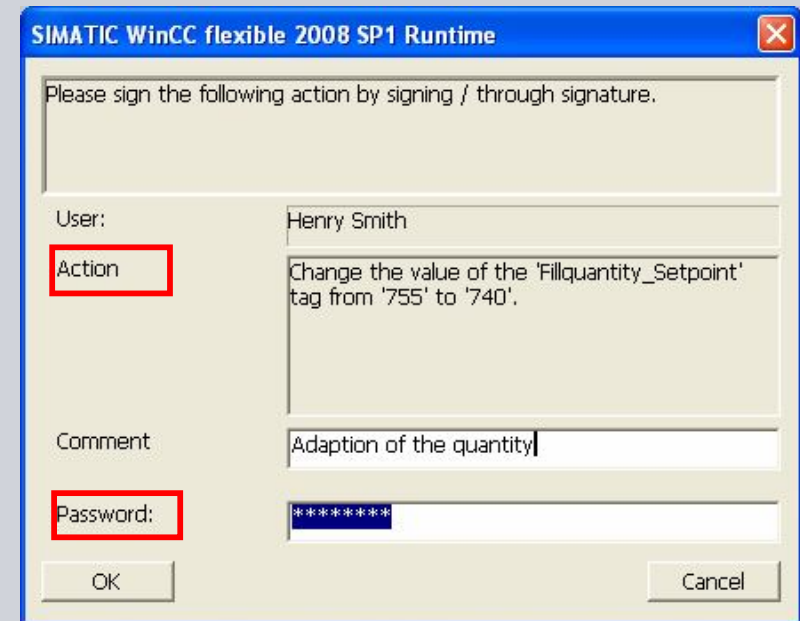 SIMATIC WinCC flexible 2008 SP1 Runtime
Please sign the following action by signing / through signature.
User:
Henry Smith
Action
Change the value of the 'Fillquantity_Setpoint'
tag from '755' to '740'.
Comment
Adaption of the quantity
Password:
********
OK
Cancel